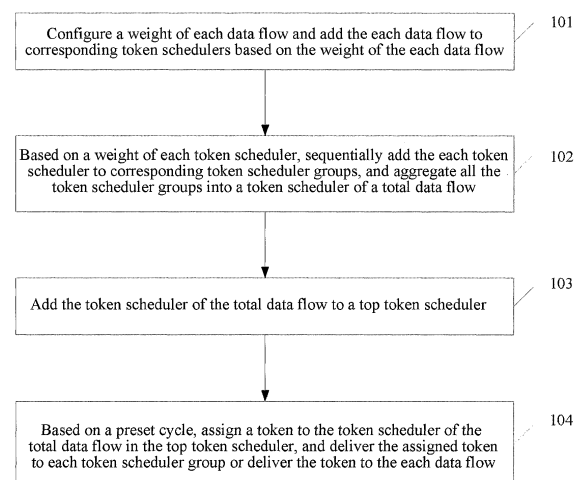 Configure a weight of each data flow and add the each data flow to
corresponding token schedulers based on the weight of the each data flow
101
Based on a weight of each token scheduler, sequentially add the each token
scheduler to corresponding token scheduler groups, and aggregate all the
token scheduler groups into a token scheduler of a total data flow
102
Add the token scheduler of the total data flow to a top token scheduler
103
Based on a preset cycle, assign a token to the token scheduler of the
total data flow in the top token scheduler, and deliver the assigned token
to each token scheduler group or deliver the token to the each data flow
104